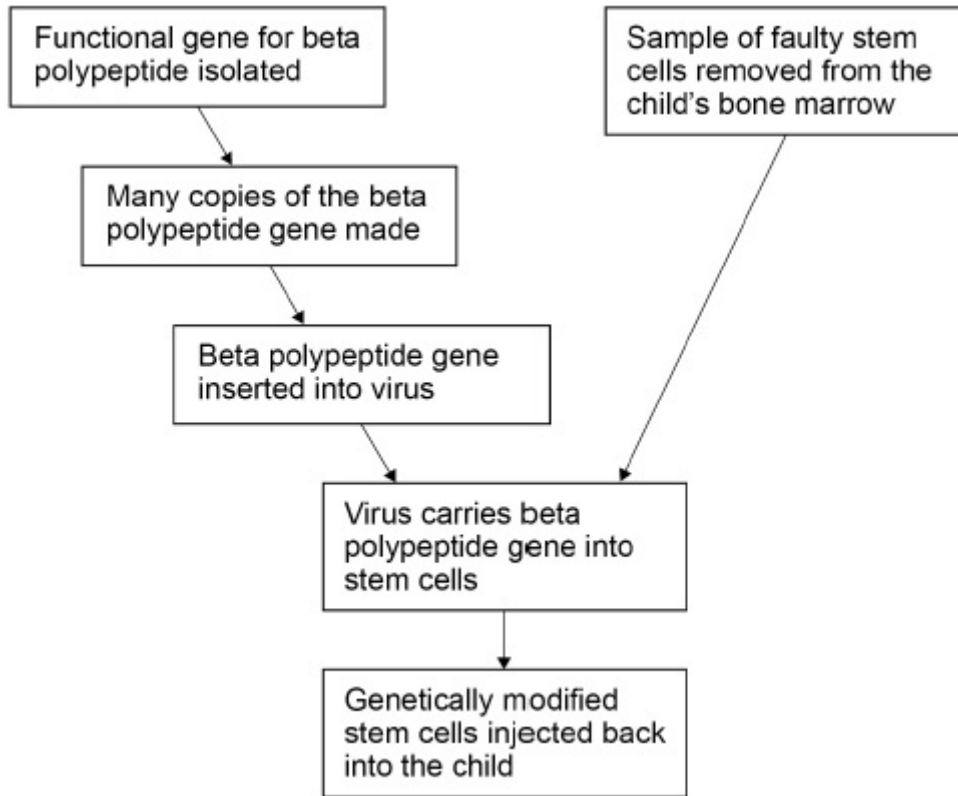 Functional gene for beta
polypeptide isolated
Sample of faulty stem
cells removed from the
child's bone marrow
Many copies of the beta
polypeptide gene made
Beta polypeptide gene
inserted into virus
Virus carries beta
polypeptide gene into
stem cells
Genetically modified
stem cells injected back
into the child